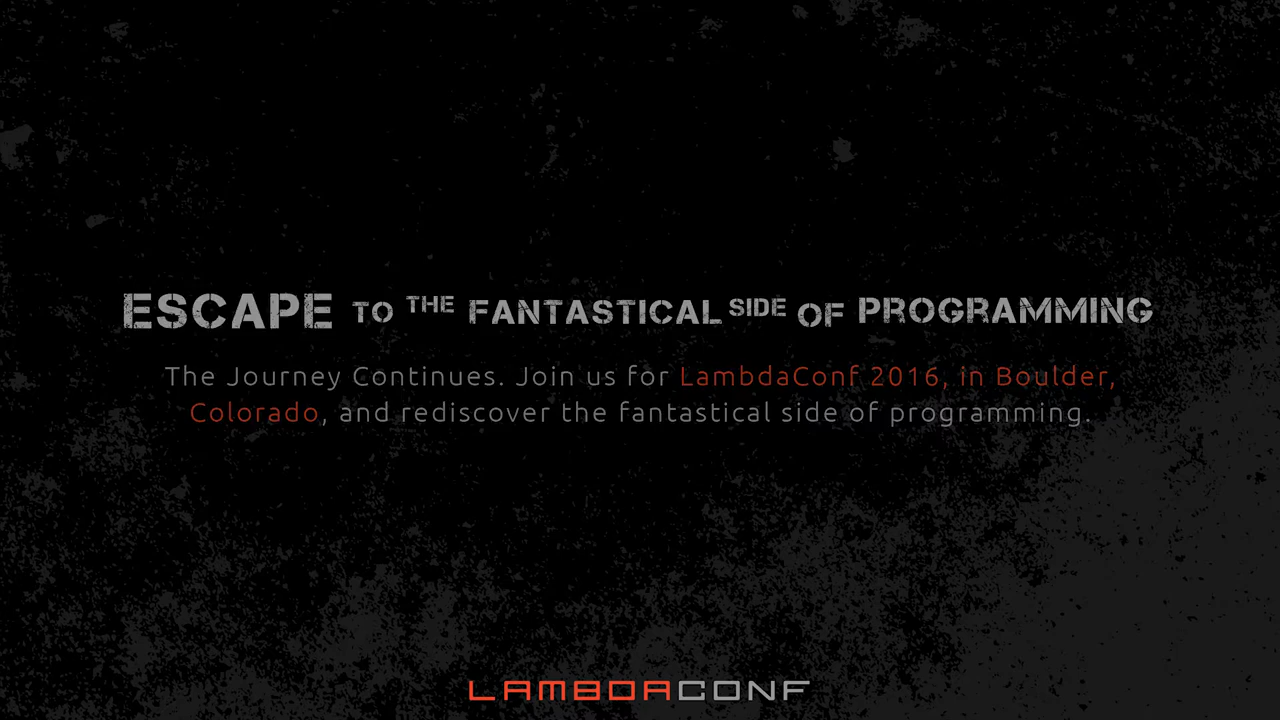 ESCAPE TO THE FANTASTICAL SIDE OF PROGRAMMING
The Journey Continues. Join us for LambdaConf 2016, in Boulder,
Colorado, and rediscover the fantastical side of programming.
LAMBDACONF